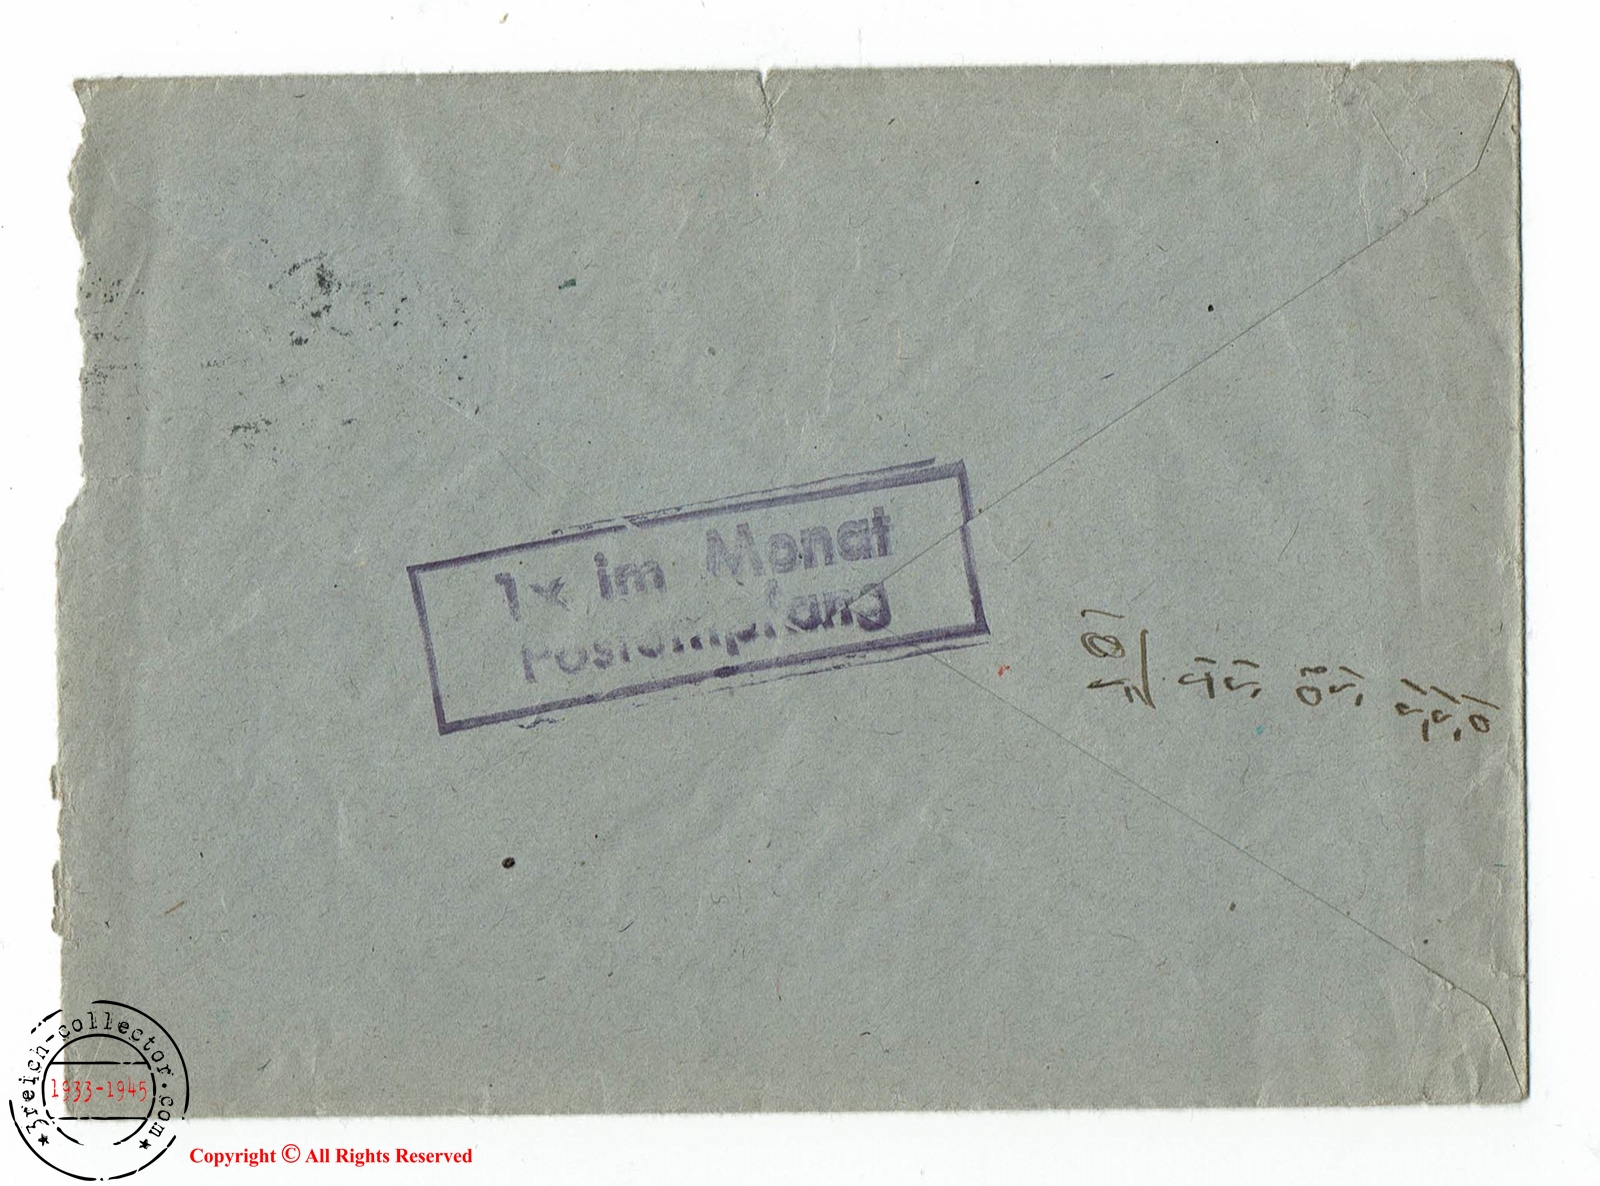 1x im Monat
Postempfang
3reich-collector.com
1933-1945
Copyright © All Rights Reserved